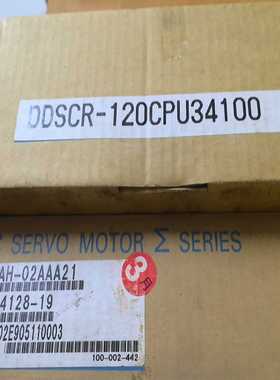 DDSCR-120CPU34100
SERVO MOTOR Σ SERIES
AH-02AAA21
4128-19
02E905110003
3
100-002-442